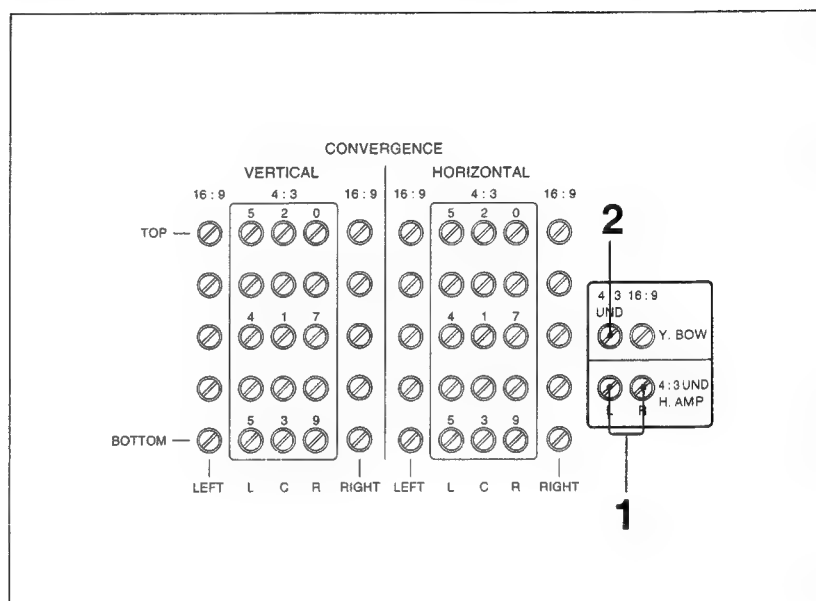 CONVERGENCE
VERTICAL HORIZONTAL
16 : 9 4 : 3 16 : 9 16 : 9 4 : 3 16 : 9
5 2 0 5 2 0
TOP
2
4 : 3 16 : 9
UND
4 1 7 4 1 7
Y. BOW
4 : 3 UND
H. AMP
L R
5 3 9 5 3 9
BOTTOM
LEFT L C R RIGHT LEFT L C R RIGHT
1